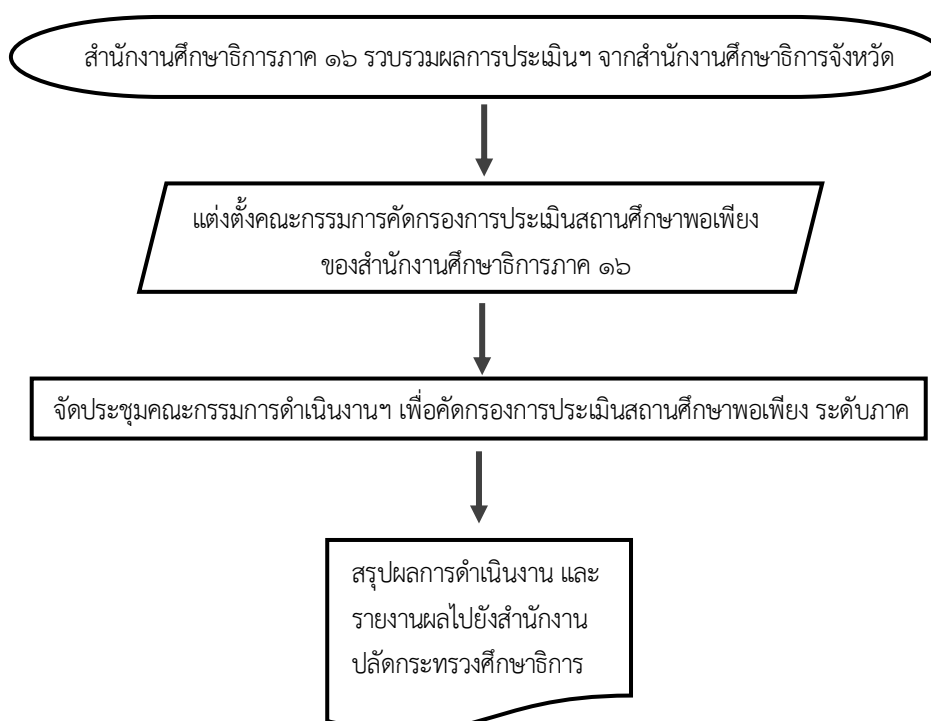 สำนักงานศึกษาธิการภาค ๑๖ รวบรวมผลการประเมินฯ จากสำนักงานศึกษาธิการจังหวัด
แต่งตั้งคณะกรรมการคัดกรองการประเมินสถานศึกษาพอเพียง
ของสำนักงานศึกษาธิการภาค ๑๖
จัดประชุมคณะกรรมการดำเนินงานฯ เพื่อคัดกรองการประเมินสถานศึกษาพอเพียง ระดับภาค
สรุปผลการดำเนินงาน และ
รายงานผลไปยังสำนักงาน
ปลัดกระทรวงศึกษาธิการ